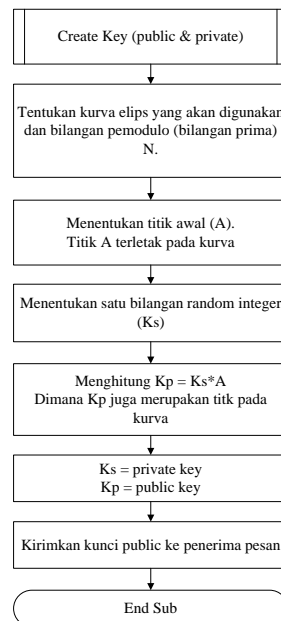 Create Key (public & private)
Tentukan kurva elips yang akan digunakan
dan bilangan pemodulo (bilangan prima)
N.
Menentukan titik awal (A).
Titik A terletak pada kurva
Menentukan satu bilangan random integer
(Ks)
Menghitung Kp = Ks*A
Dimana Kp juga merupakan titk pada
kurva
Ks = private key
Kp = public key
Kirimkan kunci public ke penerima pesan
End Sub